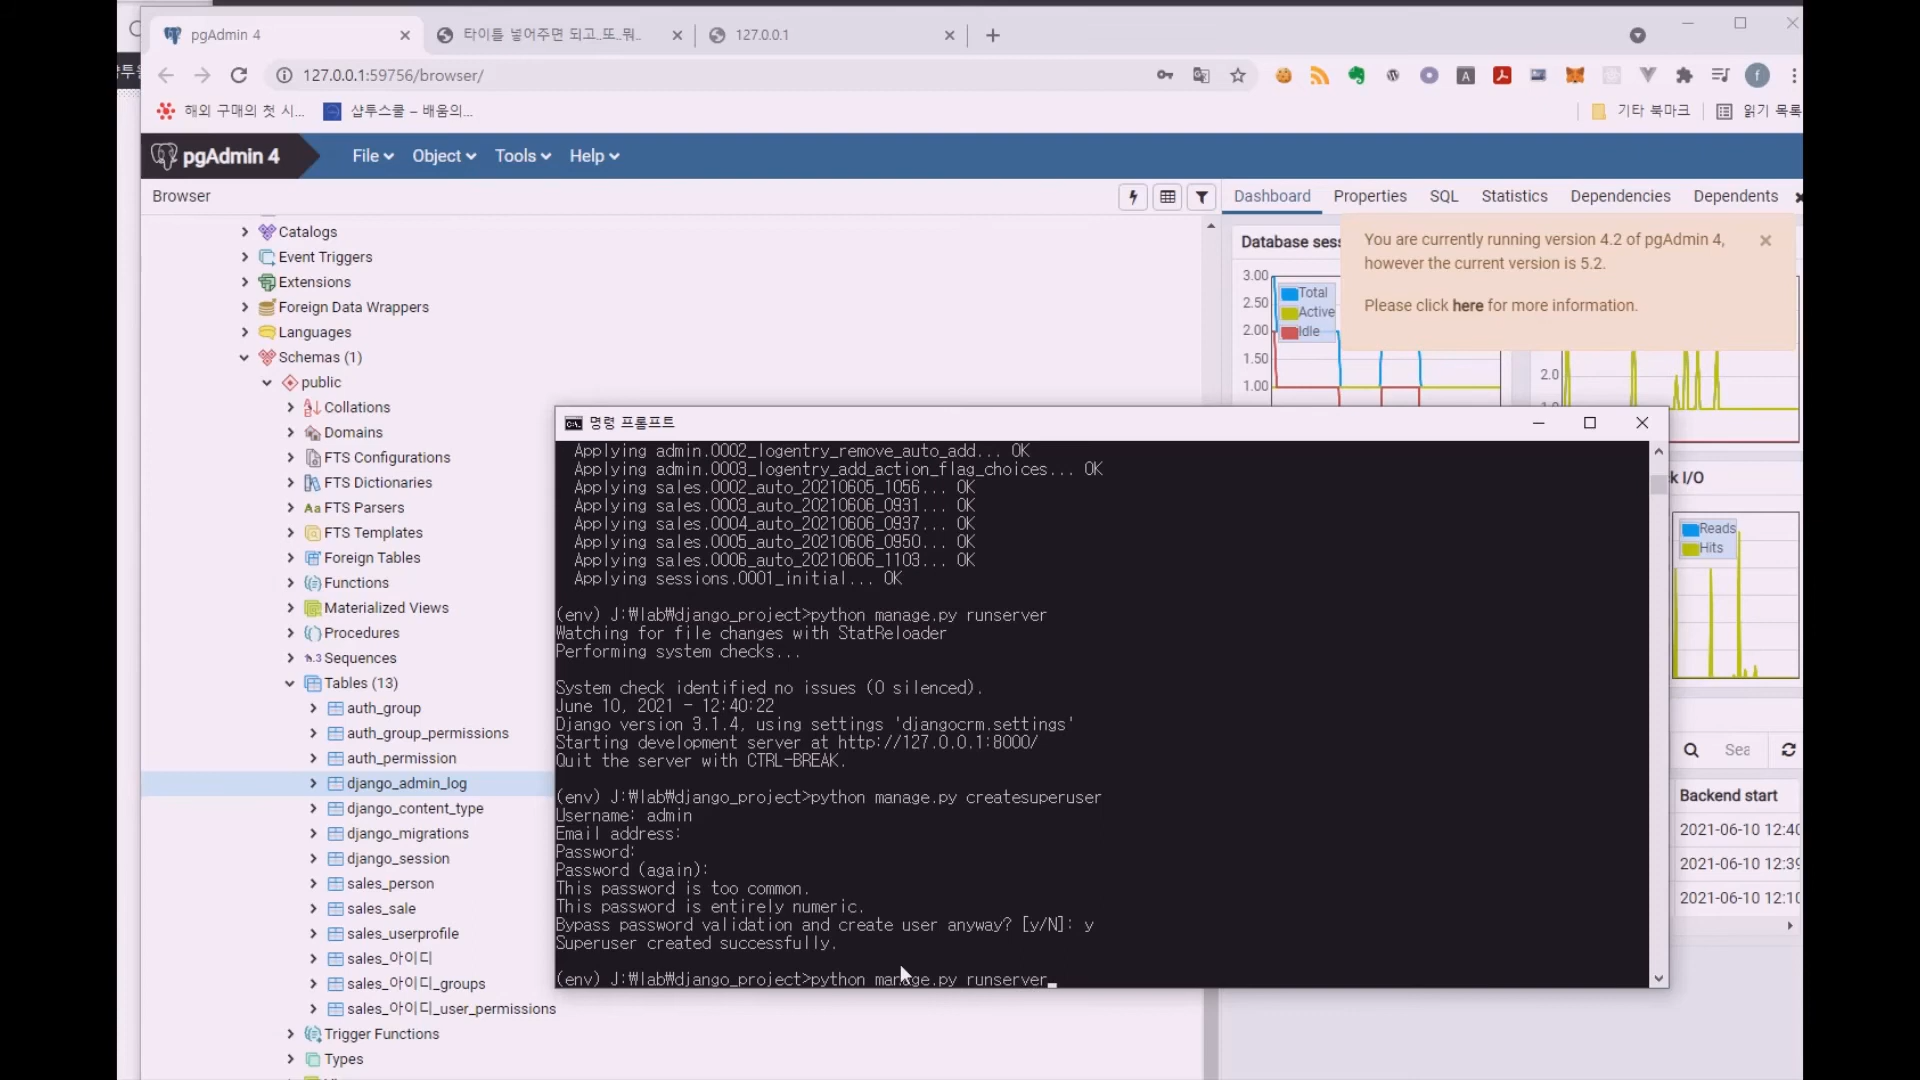 pgAdmin 4
타이틀 넣어주면 되고..또..뭐..
127.0.0.1
127.0.0.1:59756/browser/
해외 구매의 첫 시...
샵투스쿨 – 배움의...
기타 북마크
읽기 목록
pgAdmin 4
File
Object
Tools
Help
Browser
Dashboard
Properties
SQL
Statistics
Dependencies
Dependents
Catalogs
Event Triggers
Extensions
Foreign Data Wrappers
Languages
Schemas (1)
public
Collations
Domains
FTS Configurations
FTS Dictionaries
FTS Parsers
FTS Templates
Foreign Tables
Functions
Materialized Views
Procedures
Sequences
Tables (13)
auth_group
auth_group_permissions
auth_permission
django_admin_log
django_content_type
django_migrations
django_session
sales_person
sales_sale
sales_userprofile
sales_아이디
sales_아이디_groups
sales_아이디_user_permissions
Trigger Functions
Types
Database ses
You are currently running version 4.2 of pgAdmin 4,
however the current version is 5.2.
Please click here for more information.
3.00
2.50
2.00
1.50
1.00
Total
Active
Idle
2.0
k I/O
Reads
Hits
Sea
Backend start
2021-06-10 12:40
2021-06-10 12:39
2021-06-10 12:40
명령 프롬프트
Applying admin.0002_logentry_remove_auto_add... OK
Applying admin.0003_logentry_add_action_flag_choices... OK
Applying sales.0002_auto_20210605_1056... OK
Applying sales.0003_auto_20210606_0931... OK
Applying sales.0004_auto_20210606_0937... OK
Applying sales.0005_auto_20210606_0950... OK
Applying sales.0006_auto_20210606_1103... OK
Applying sessions.0001_initial... OK
(env) J:₩lab₩django_project>python manage.py runserver
Watching for file changes with StatReloader
Performing system checks...
System check identified no issues (0 silenced).
June 10, 2021 - 12:40:22
Django version 3.1.4, using settings 'djangocrm.settings'
Starting development server at http://127.0.0.1:8000/
Quit the server with CTRL-BREAK.
(env) J:₩lab₩django_project>python manage.py createsuperuser
Username: admin
Email address:
Password:
Password (again):
This password is too common.
This password is entirely numeric.
Bypass password validation and create user anyway? [y/N]: y
Superuser created successfully.
(env) J:₩lab₩django_project>python manage.py runserver